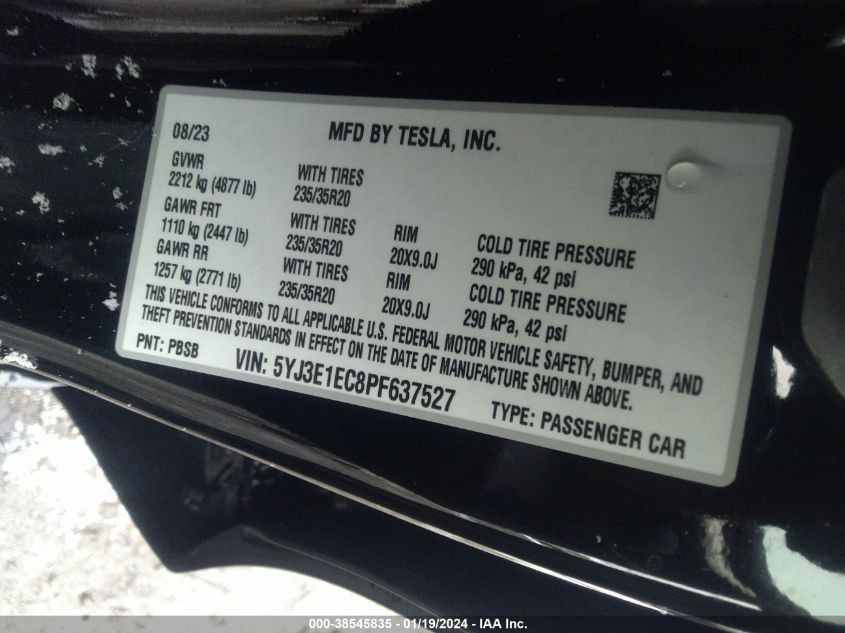 08/23 MFD BY TESLA, INC.
GVWR
2212 kg (4877 lb) WITH TIRES
235/35R20
GAWR FRT
1110 kg (2447 lb) WITH TIRES RIM COLD TIRE PRESSURE
235/35R20 20X9.0J 290 kPa, 42 psi
GAWR RR
1257 kg (2771 lb) WITH TIRES RIM COLD TIRE PRESSURE
235/35R20 20X9.0J 290 kPa, 42 psi
THIS VEHICLE CONFORMS TO ALL APPLICABLE U.S. FEDERAL MOTOR VEHICLE SAFETY, BUMPER, AND
THEFT PREVENTION STANDARDS IN EFFECT ON THE DATE OF MANUFACTURE SHOWN ABOVE.
PNT: PBSB VIN: 5YJ3E1EC8PF637527 TYPE: PASSENGER CAR
000-38545835 - 01/19/2024 - IAA Inc.